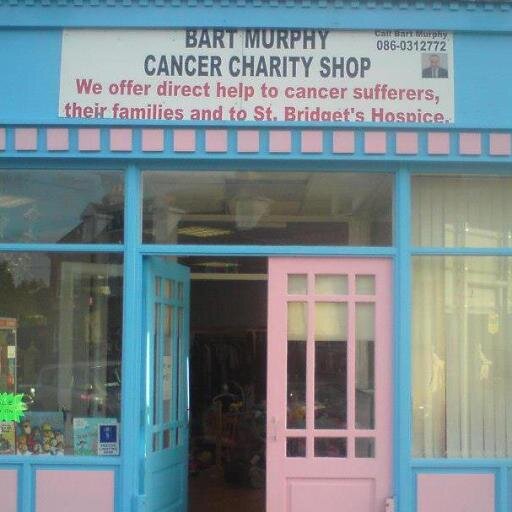 BART MURPHY
CANCER CHARITY SHOP
Call Bart Murphy
086-0312772
We offer direct help to cancer sufferers,
their families and to St. Bridget's Hospice.